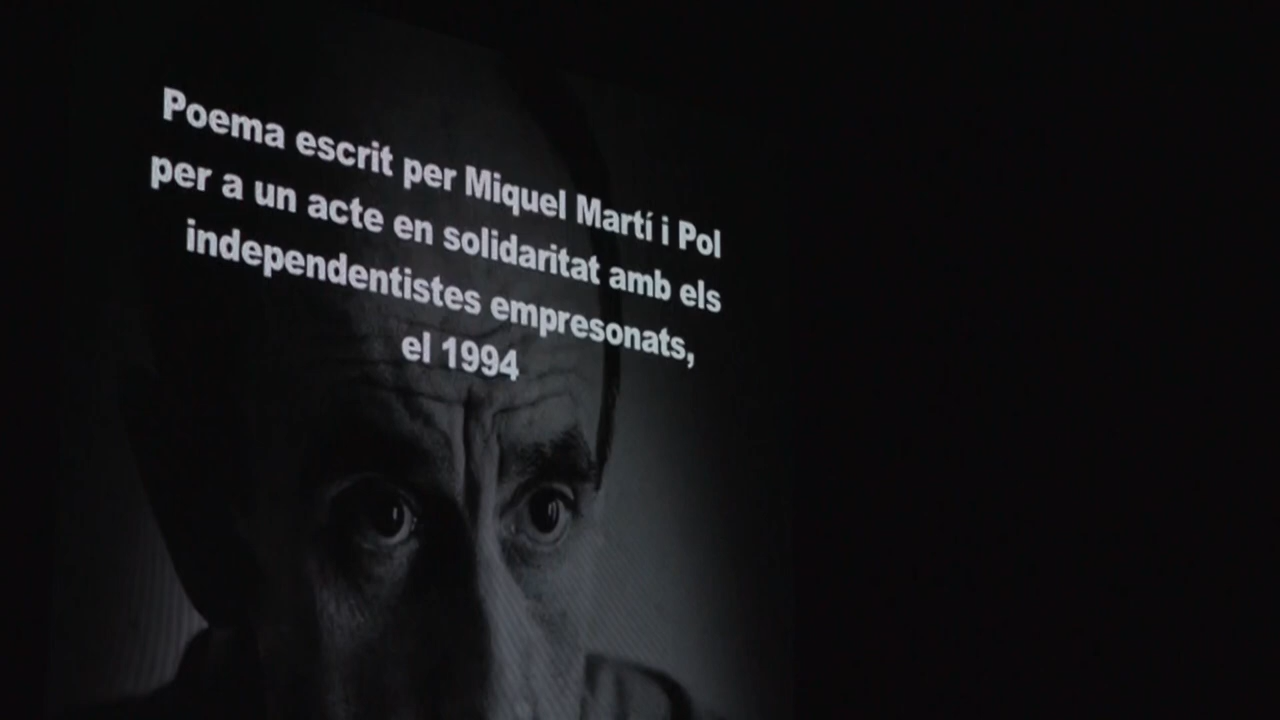 Poema escrit per Miquel Martí i Pol
per a un acte en solidaritat amb els
independentistes empresonats,
el 1994